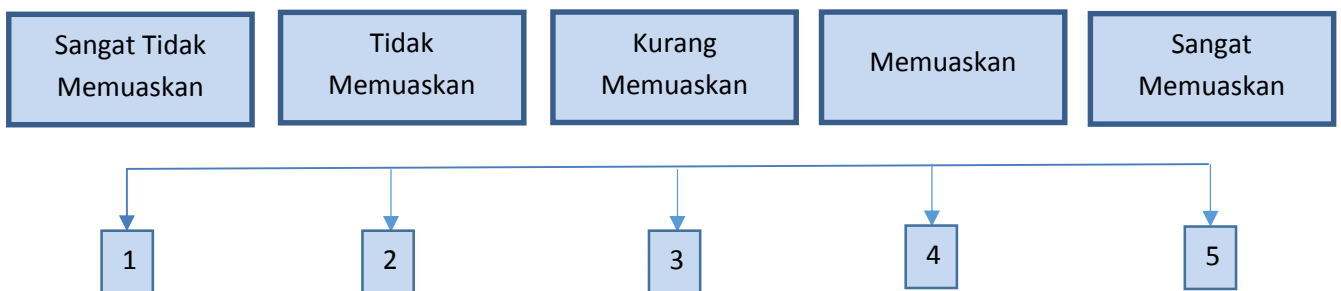 Sangat Tidak
Memuaskan
Tidak
Memuaskan
Kurang
Memuaskan
Memuaskan
Sangat
Memuaskan
1
2
3
4
5